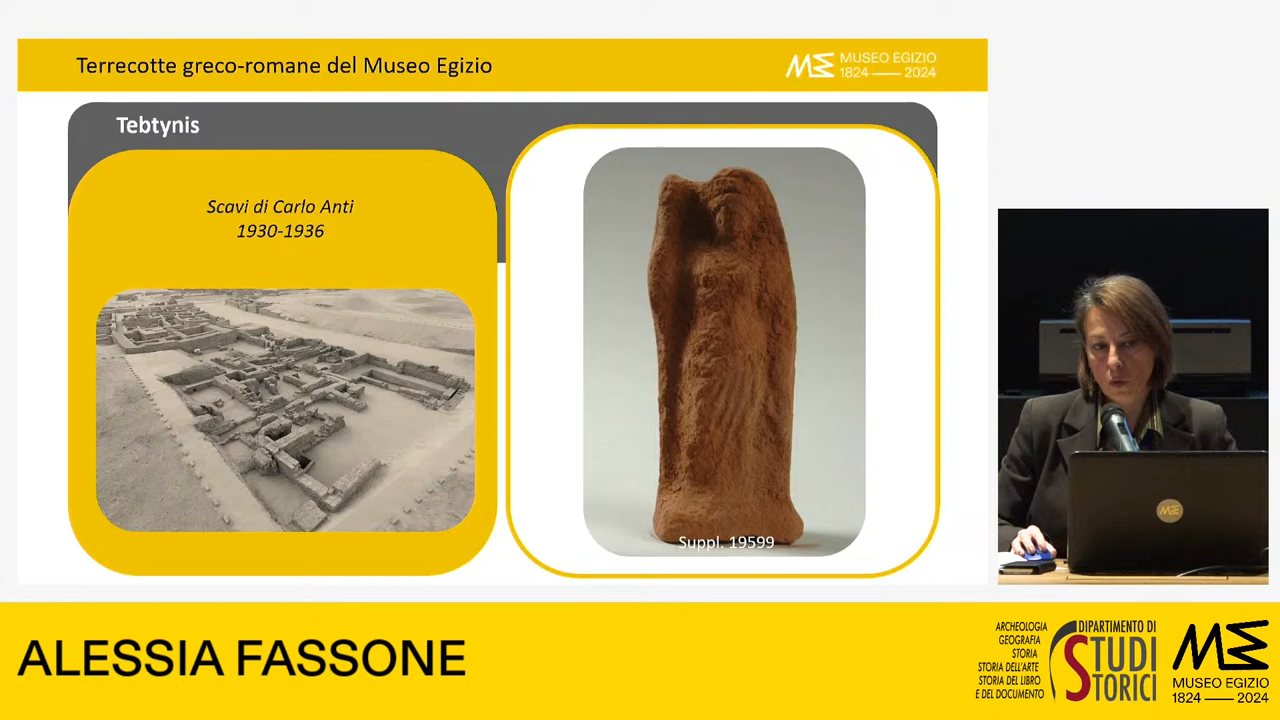 Terrecotte greco-romane del Museo Egizio
MUSEO EGIZIO
1824 — 2024
Tebtynis
Scavi di Carlo Anti
1930-1936
Suppl. 19599
ALESSIA FASSONE
ARCHEOLOGIA
GEOGRAFIA
STORIA
STORIA DELL'ARTE
STORIA DEL LIBRO
E DEL DOCUMENTO
DIPARTIMENTO DI
STUDI
STORICI
ME
MUSEO EGIZIO
1824 — 2024